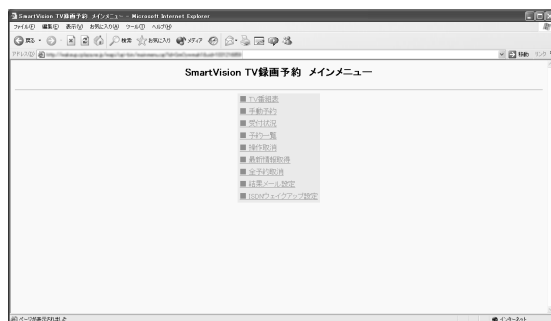 SmartVision TV録画予約 メインメニュー - Microsoft Internet Explorer
ファイル(F) 編集(E) 表示(V) お気に入り(A) ツール(T) ヘルプ(H)
戻る 検索 お気に入り メディア
アドレス(D) 移動 リンク
SmartVision TV録画予約 メインメニュー
■ TV番組表
■ 手動予約
■ 受付状況
■ 予約一覧
■ 操作取消
■ 最新情報取得
■ 全予約取消
■ 結果メール設定
■ ISDNウェイクアップ設定
ページが表示されました インターネット